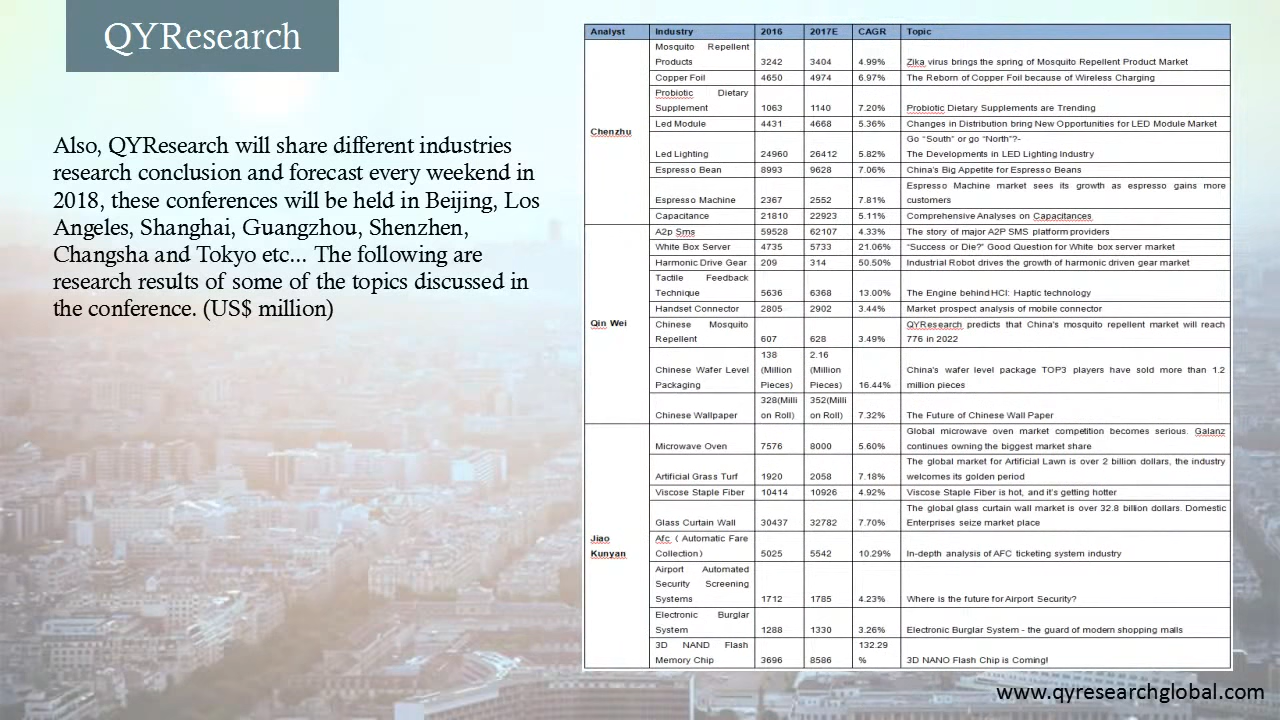 QYResearch
Also, QYResearch will share different industries
research conclusion and forecast every weekend in
2018, these conferences will be held in Beijing, Los
Angeles, Shanghai, Guangzhou, Shenzhen,
Changsha and Tokyo etc... The following are
research results of some of the topics discussed in
the conference. (US$ million)
Analyst Industry 2016 2017E CAGR Topic
Chenzhu
Mosquito Repellent
Products 3242 3404 4.99% Zika virus brings the spring of Mosquito Repellent Product Market
Copper Foil 4650 4974 6.97% The Reborn of Copper Foil because of Wireless Charging
Probiotic Dietary
Supplement 1063 1140 7.20% Probiotic Dietary Supplements are Trending
Led Module 4431 4668 5.36% Changes in Distribution bring New Opportunities for LED Module Market
Go “South” or go “North”?-
Led Lighting 24960 26412 5.82% The Developments in LED Lighting Industry
Espresso Bean 8993 9628 7.06% China's Big Appetite for Espresso Beans
Espresso Machine market sees its growth as espresso gains more
Espresso Machine 2367 2552 7.81% customers
Capacitance 21810 22923 5.11% Comprehensive Analyses on Capacitances
Qin Wei
A2p Sms 59528 62107 4.33% The story of major A2P SMS platform providers
White Box Server 4735 5733 21.06% “Success or Die?” Good Question for White box server market
Harmonic Drive Gear 209 314 50.50% Industrial Robot drives the growth of harmonic driven gear market
Tactile Feedback
Technique 5636 6368 13.00% The Engine behind HCI: Haptic technology
Handset Connector 2805 2902 3.44% Market prospect analysis of mobile connector
Chinese Mosquito QYResearch predicts that China's mosquito repellent market will reach
Repellent 607 628 3.49% 776 in 2022
138 2.16
Chinese Wafer Level (Million (Million China's wafer level package TOP3 players have sold more than 1.2
Packaging Pieces) Pieces) 16.44% million pieces
328(Milli 352(Milli
Chinese Wallpaper on Roll) on Roll) 7.32% The Future of Chinese Wall Paper
Jiao
Kunyan
Global microwave oven market competition becomes serious. Galanz
Microwave Oven 7576 8000 5.60% continues owning the biggest market share
The global market for Artificial Lawn is over 2 billion dollars, the industry
Artificial Grass Turf 1920 2058 7.18% welcomes its golden period
Viscose Staple Fiber 10414 10926 4.92% Viscose Staple Fiber is hot, and it's getting hotter
The global glass curtain wall market is over 32.8 billion dollars. Domestic
Glass Curtain Wall 30437 32782 7.70% Enterprises seize market place
Afc ( Automatic Fare
Collection) 5025 5542 10.29% In-depth analysis of AFC ticketing system industry
Airport Automated
Security Screening
Systems 1712 1785 4.23% Where is the future for Airport Security?
Electronic Burglar
System 1288 1330 3.26% Electronic Burglar System - the guard of modern shopping malls
3D NAND Flash 132.29
Memory Chip 3696 8586 % 3D NANO Flash Chip is Coming!
www.qyresearchglobal.com